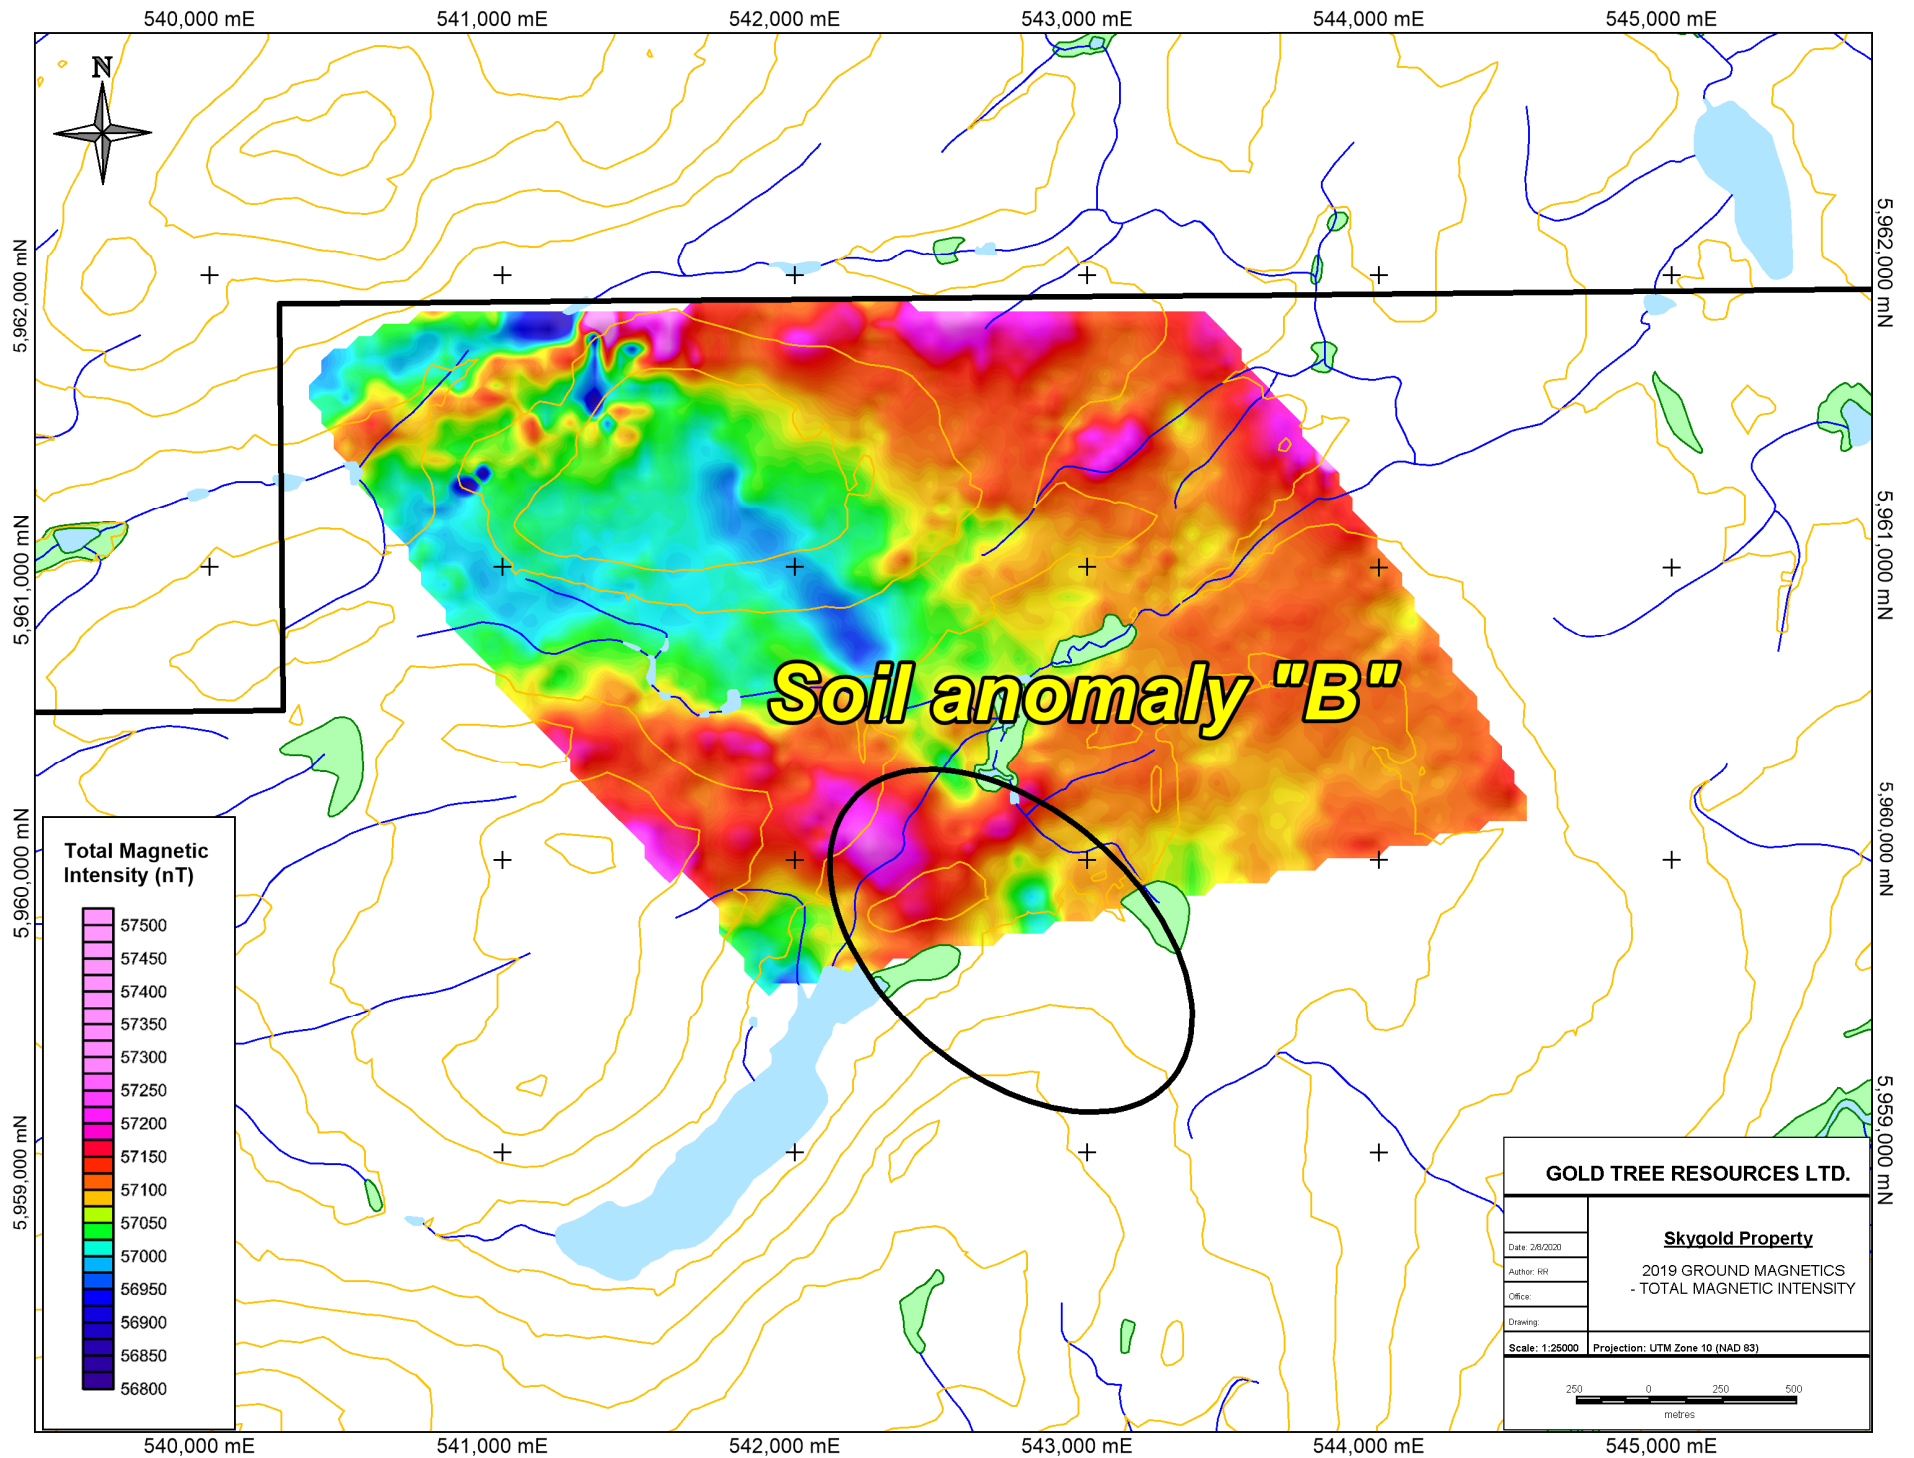 540,000 mE 541,000 mE 542,000 mE 543,000 mE 544,000 mE 545,000 mE
N
5,962,000 mN
5,962,000 mN
5,961,000 mN
5,961,000 mN
Soil anomaly "B"
5,960,000 mN
5,960,000 mN
5,959,000 mN
5,959,000 mN
Total Magnetic
Intensity (nT)
57500
57450
57400
57350
57300
57250
57200
57150
57100
57050
57000
56950
56900
56850
56800
GOLD TREE RESOURCES LTD.
Date: 2/8/2020
Author: RR
Office:
Drawing:
Scale: 1:25000
Skygold Property
2019 GROUND MAGNETICS
- TOTAL MAGNETIC INTENSITY
Projection: UTM Zone 10 (NAD 83)
250 0 250 500
metres
540,000 mE 541,000 mE 542,000 mE 543,000 mE 544,000 mE 545,000 mE